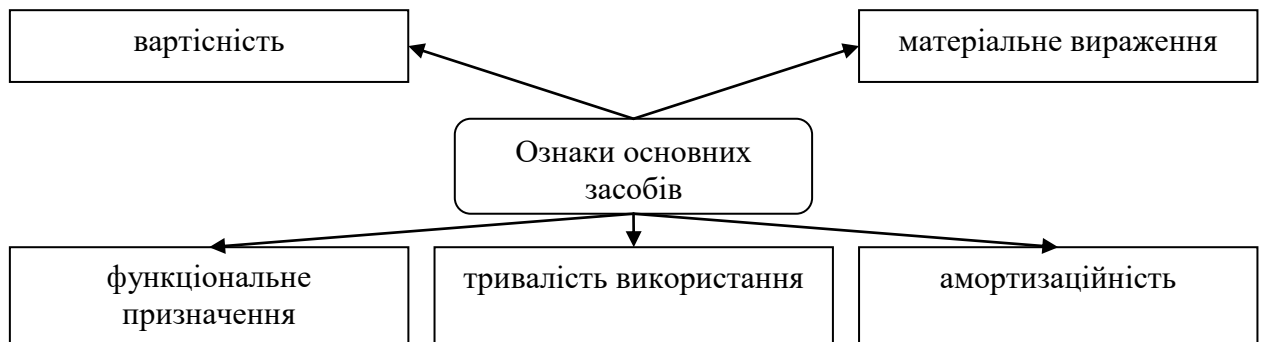 вартісність
матеріальне вираження
Ознаки основних
засобів
функціональне
призначення
тривалість використання
амортизаційність